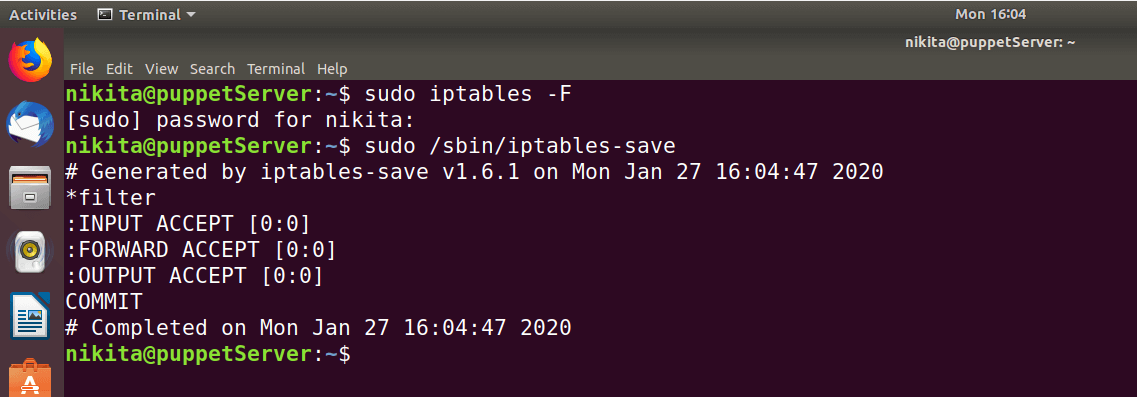 Activities Terminal Mon 16:04
nikita@puppetServer: ~
File Edit View Search Terminal Help
nikita@puppetServer:~$ sudo iptables -F
[sudo] password for nikita:
nikita@puppetServer:~$ sudo /sbin/iptables-save
# Generated by iptables-save v1.6.1 on Mon Jan 27 16:04:47 2020
*filter
:INPUT ACCEPT [0:0]
:FORWARD ACCEPT [0:0]
:OUTPUT ACCEPT [0:0]
COMMIT
# Completed on Mon Jan 27 16:04:47 2020
nikita@puppetServer:~$